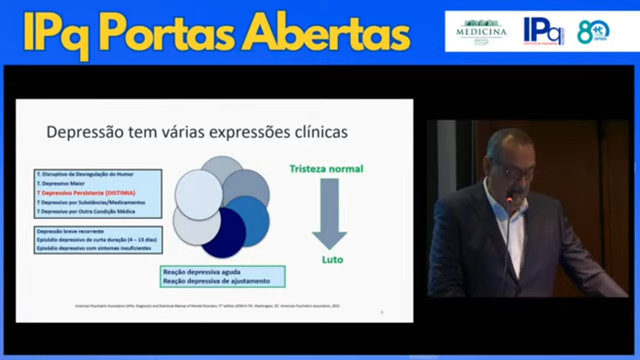 IPq Portas Abertas
MEDICINA
USP
IPq
80
anos
Depressão tem várias expressões clínicas
T. Disruptivo da Desregulação do Humor
T. Depressivo Maior
T. Depressivo Persistente (DISTIMIA)
T. Depressivo por Substâncias/Medicamentos
T. Depressivo por Outra Condição Médica
Depressão breve recorrente
Episódio depressivo de curta duração (4 – 13 dias)
Episódio depressivo com sintomas insuficientes
Tristeza normal
Luto
Reação depressiva aguda
Reação depressiva de ajustamento